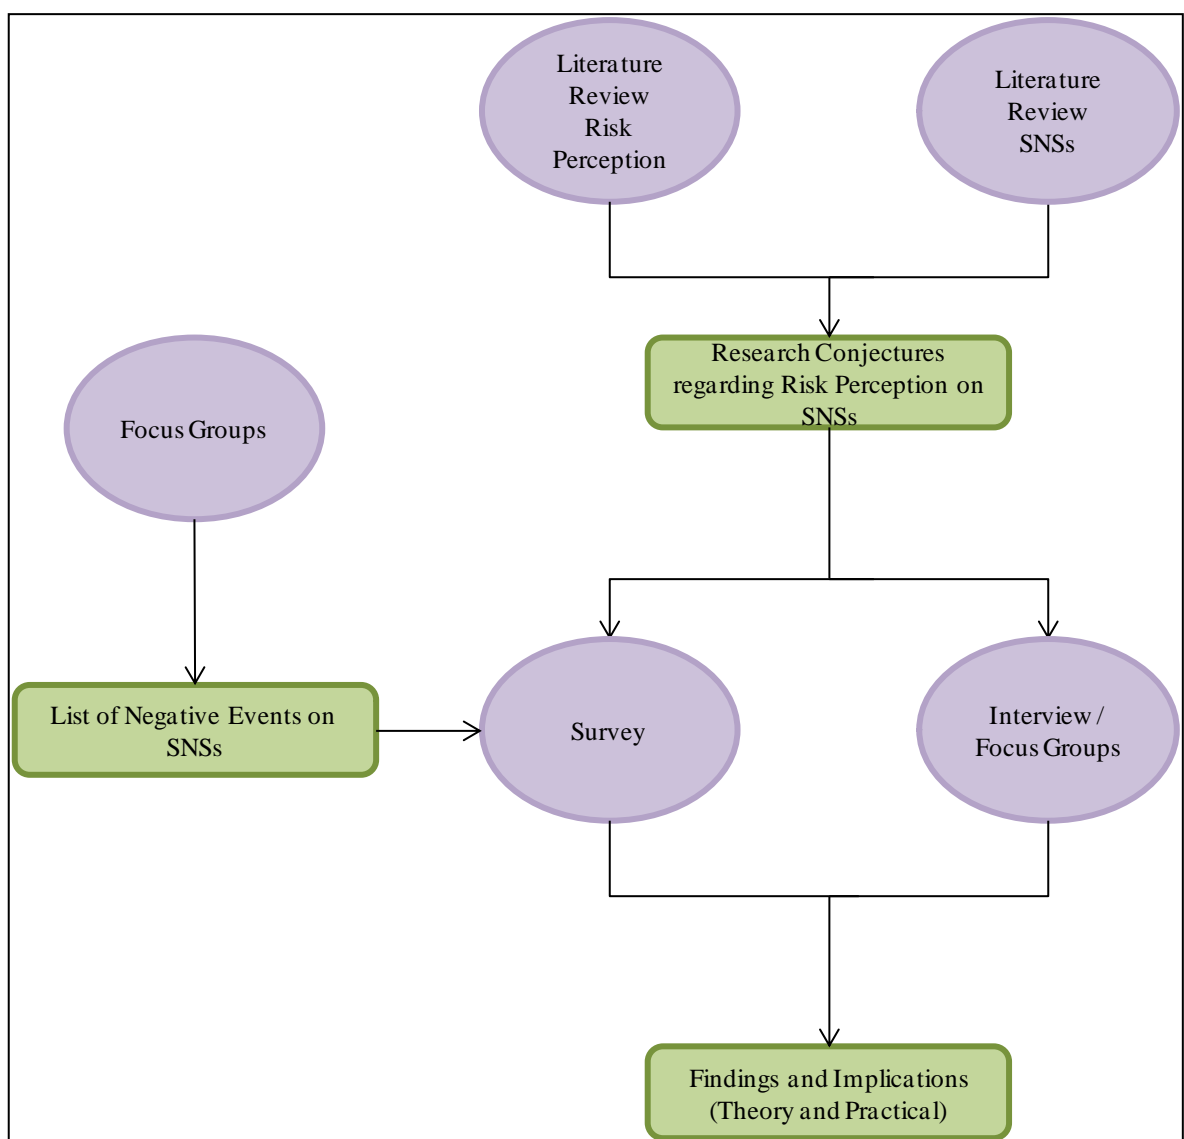 Literature
Review
Risk
Perception
Literature
Review
SNSs
Research Conjectures
regarding Risk Perception on
SNSs
Focus Groups
List of Negative Events on
SNSs
Survey
Interview /
Focus Groups
Findings and Implications
(Theory and Practical)